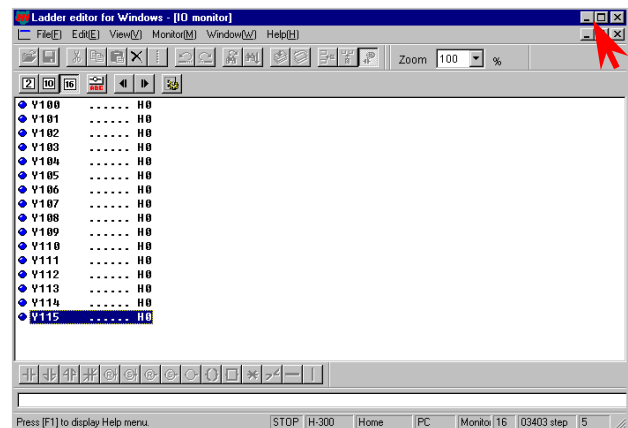 Ladder editor for Windows - [IO monitor]
File(F) Edit(E) View(V) Monitor(M) Window(W) Help(H)
Zoom 100 %
2 10 16 ABC
Y100 ...... H0
Y101 ...... H0
Y102 ...... H0
Y103 ...... H0
Y104 ...... H0
Y105 ...... H0
Y106 ...... H0
Y107 ...... H0
Y108 ...... H0
Y109 ...... H0
Y110 ...... H0
Y111 ...... H0
Y112 ...... H0
Y113 ...... H0
Y114 ...... H0
Y115 ...... H0
Press [F1] to display Help menu. STOP H-300 Home PC Monitor 16 03403 step 5